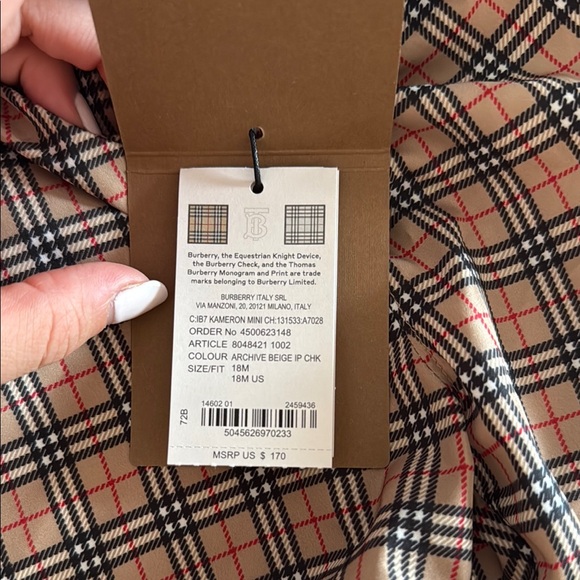 Burberry, the Equestrian Knight Device,
the Burberry Check, and the Thomas
Burberry Monogram and Print are trade
marks belonging to Burberry Limited.
BURBERRY ITALY SRL
VIA MANZONI, 20, 20121 MILANO, ITALY
C:IB7 KAMERON MINI CH:131533:A7028
ORDER No 4500623148
ARTICLE 8048421 1002
COLOUR ARCHIVE BEIGE IP CHK
SIZE/FIT 18M
18M US
72B
14602 01 2459436
5045626970233
MSRP US $ 170